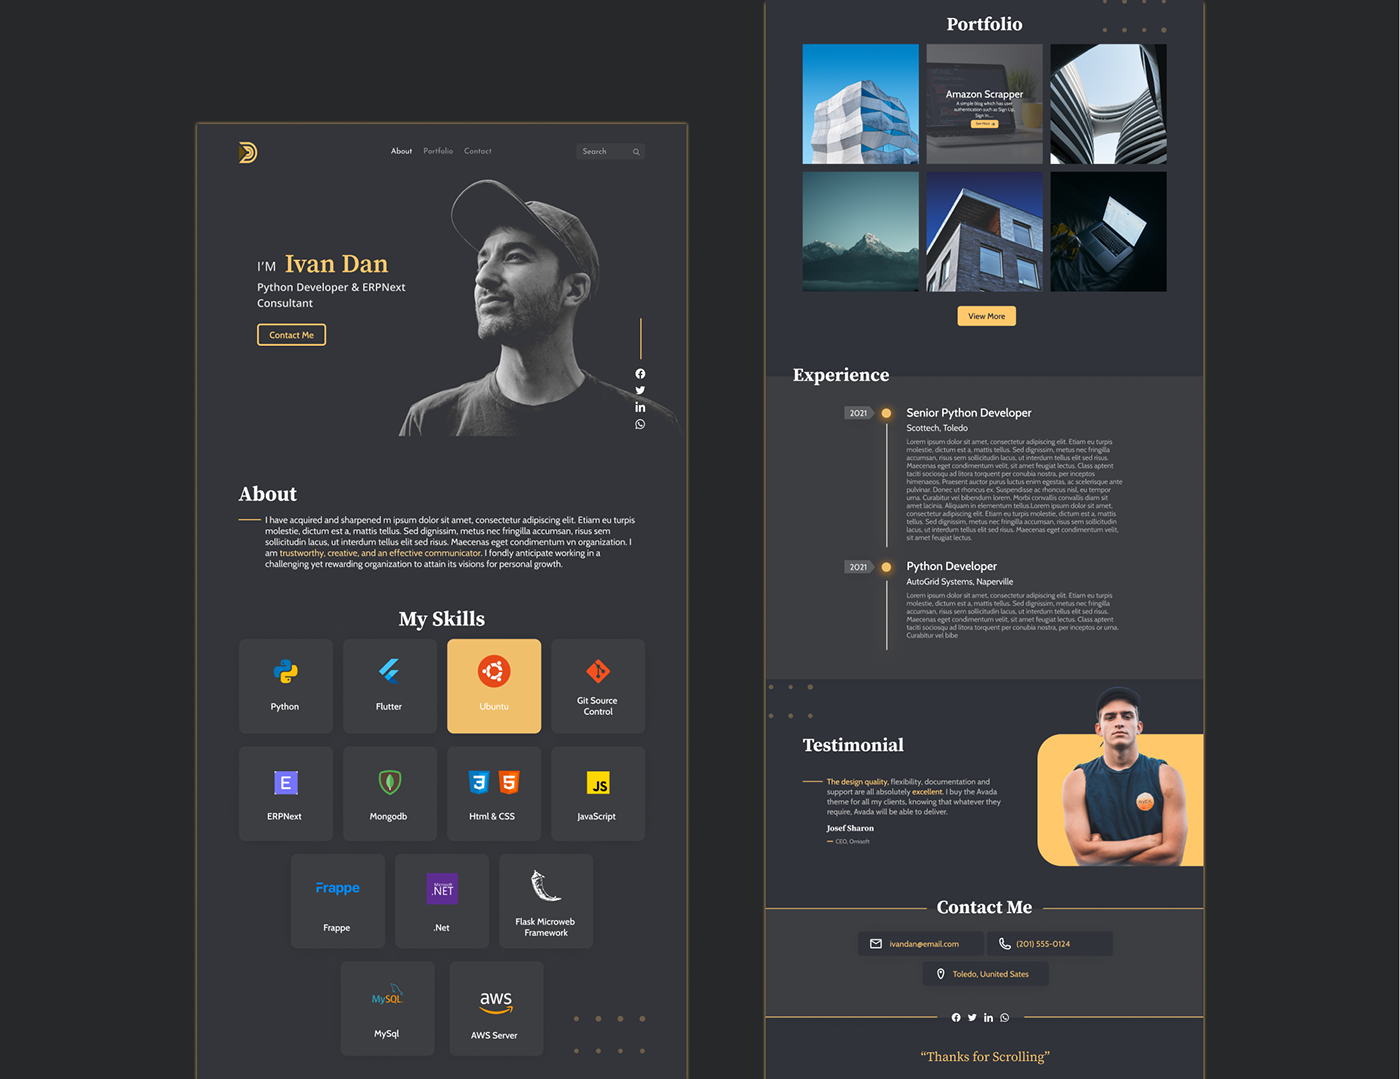 About Portfolio Contact Search
I'M Ivan Dan
Python Developer & ERPNext
Consultant
Contact Me
About
I have acquired and sharpened m ipsum dolor sit amet, consectetur adipiscing elit. Etiam eu turpis
molestie, dictum est a, mattis tellus. Sed dignissim, metus nec fringilla accumsan, risus sem
sollicitudin lacus, ut interdum tellus elit sed risus. Maecenas eget condimentum vn organization. I
am trustworthy, creative, and an effective communicator. I fondly anticipate working in a
challenging yet rewarding organization to attain its visions for personal growth.
My Skills
Python
Flutter
Ubuntu
Git Source
Control
E
ERPNext
Mongodb
3 5
Html & CSS
JS
JavaScript
Frappe
Frappe
Microsoft
.NET
.Net
Flask Microweb
Framework
MySQL
MySql
aws
AWS Server
Portfolio
Amazon Scrapper
A simple blog which has user
authentication such as Sign Up,
Sign In....
See More
View More
Experience
2021
Senior Python Developer
Scottech, Toledo
Lorem ipsum dolor sit amet, consectetur adipiscing elit. Etiam eu turpis
molestie, dictum est a, mattis tellus. Sed dignissim, metus nec fringilla
accumsan, risus sem sollicitudin lacus, ut interdum tellus elit sed risus.
Maecenas eget condimentum velit, sit amet feugiat lectus. Class aptent
taciti sociosqu ad litora torquent per conubia nostra, per inceptos
himenaeos. Praesent auctor purus luctus enim egestas, ac scelerisque ante
pulvinar. Donec ut rhoncus ex. Suspendisse ac rhoncus nisl, eu tempor
urna. Curabitur vel bibendum lorem. Morbi convallis convallis diam sit
amet lacinia. Aliquam in elementum tellus.Lorem ipsum dolor sit amet,
consectetur adipiscing elit. Etiam eu turpis molestie, dictum est a, mattis
tellus. Sed dignissim, metus nec fringilla accumsan, risus sem sollicitudin
lacus, ut interdum tellus elit sed risus. Maecenas eget condimentum velit,
sit amet feugiat lectus.
2021
Python Developer
AutoGrid Systems, Naperville
Lorem ipsum dolor sit amet, consectetur adipiscing elit. Etiam eu turpis
molestie, dictum est a, mattis tellus. Sed dignissim, metus nec fringilla
accumsan, risus sem sollicitudin lacus, ut interdum tellus elit sed risus.
Maecenas eget condimentum velit, sit amet feugiat lectus. Class aptent
taciti sociosqu ad litora torquent per conubia nostra, per inceptos or urna.
Curabitur vel bibe
Testimonial
The design quality, flexibility, documentation and
support are all absolutely excellent. I buy the Avada
theme for all my clients, knowing that whatever they
require, Avada will be able to deliver.
Josef Sharon
— CEO, Omisoft
Contact Me
ivandan@email.com
(201) 555-0124
Toledo, Uunited Sates
“Thanks for Scrolling”